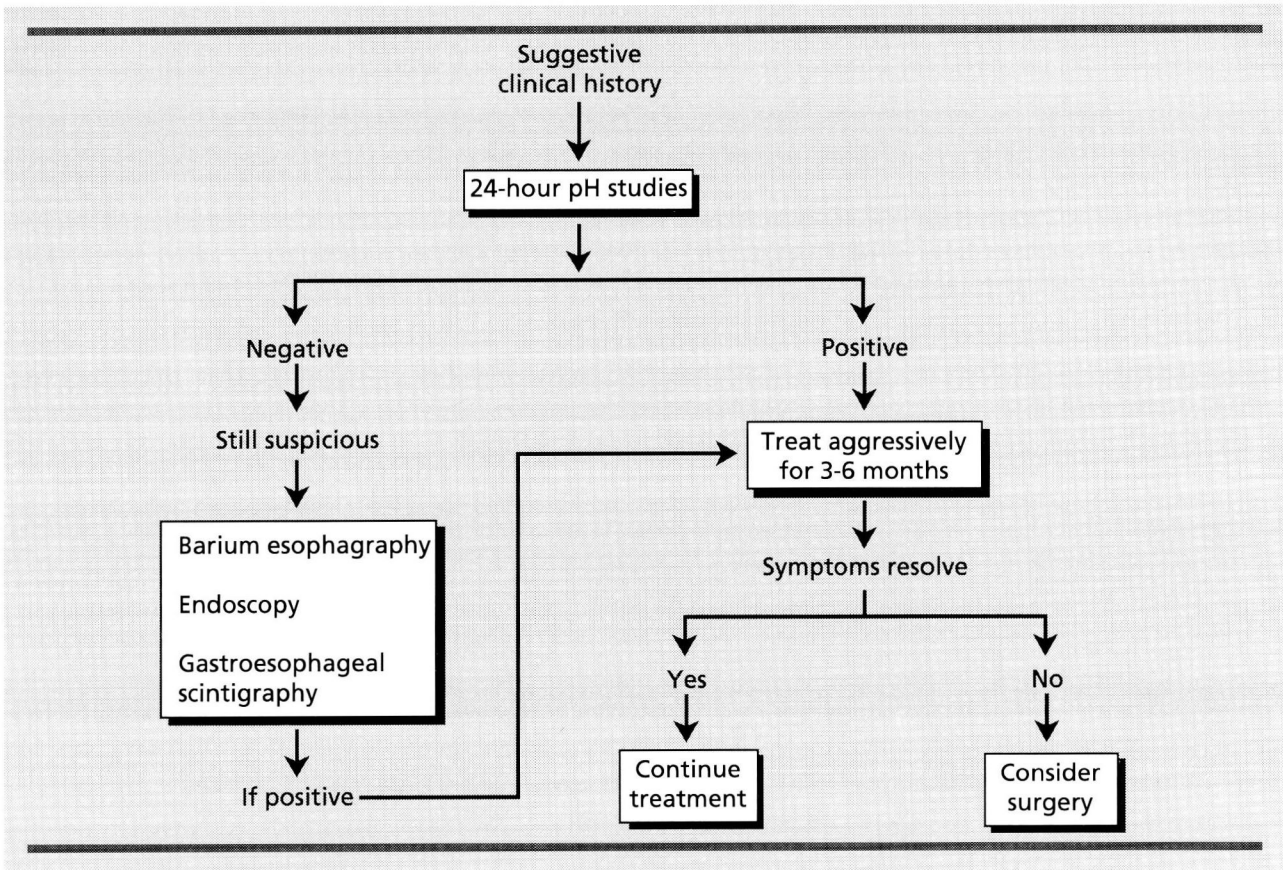 Suggestive
clinical history
24-hour pH studies
Negative
Positive
Still suspicious
Treat aggressively
for 3-6 months
Barium esophagraphy
Endoscopy
Gastroesophageal
scintigraphy
Symptoms resolve
Yes
No
If positive
Continue
treatment
Consider
surgery